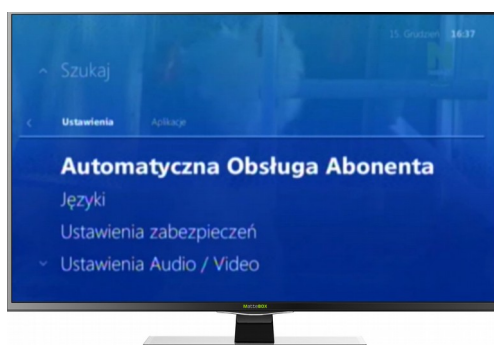 15. Grudzień 16:37
Szukaj
Ustawienia Aplikacje
Automatyczna Obsługa Abonenta
Języki
Ustawienia zabezpieczeń
Ustawienia Audio / Video